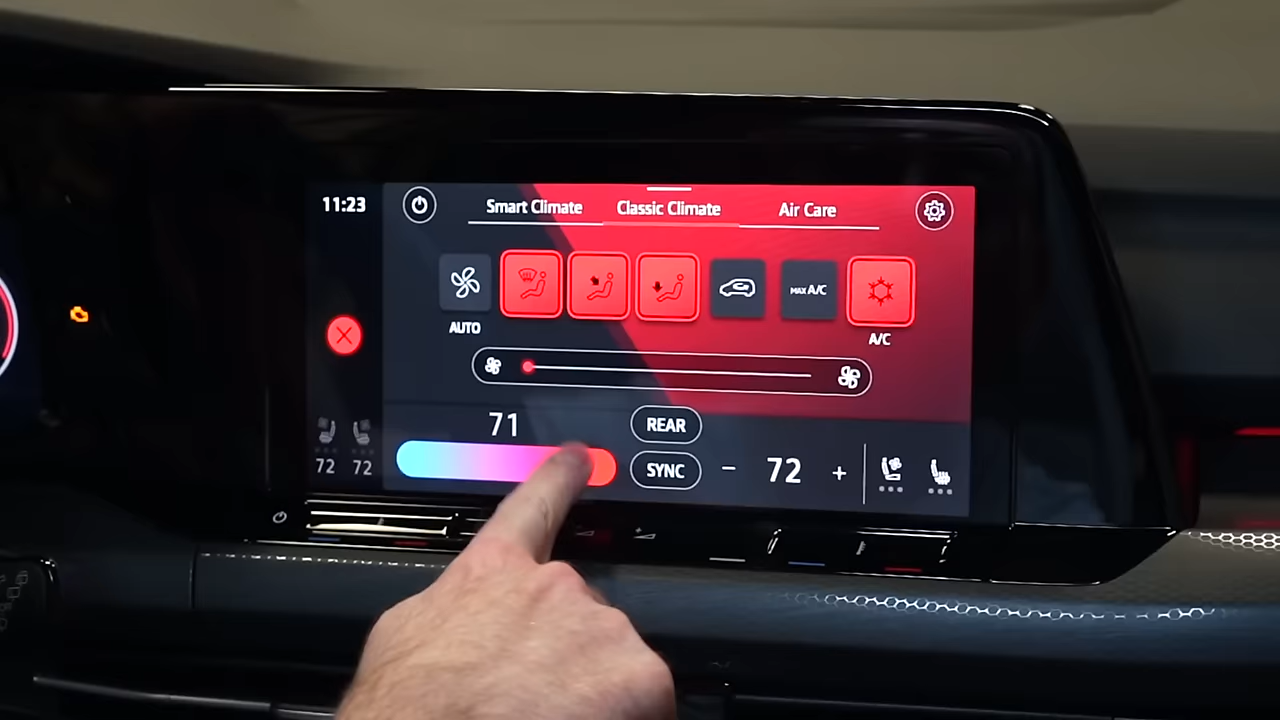 11:23
Smart Climate Classic Climate Air Care
MAX A/C
AUTO
A/C
71
REAR
SYNC
72
72 72